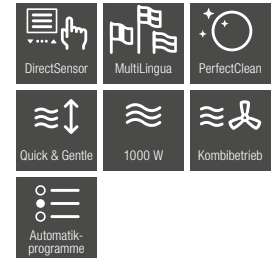 DirectSensor
MultiLingua
PerfectClean
Quick & Gentle
1000 W
Kombibetrieb
Automatik-
programme